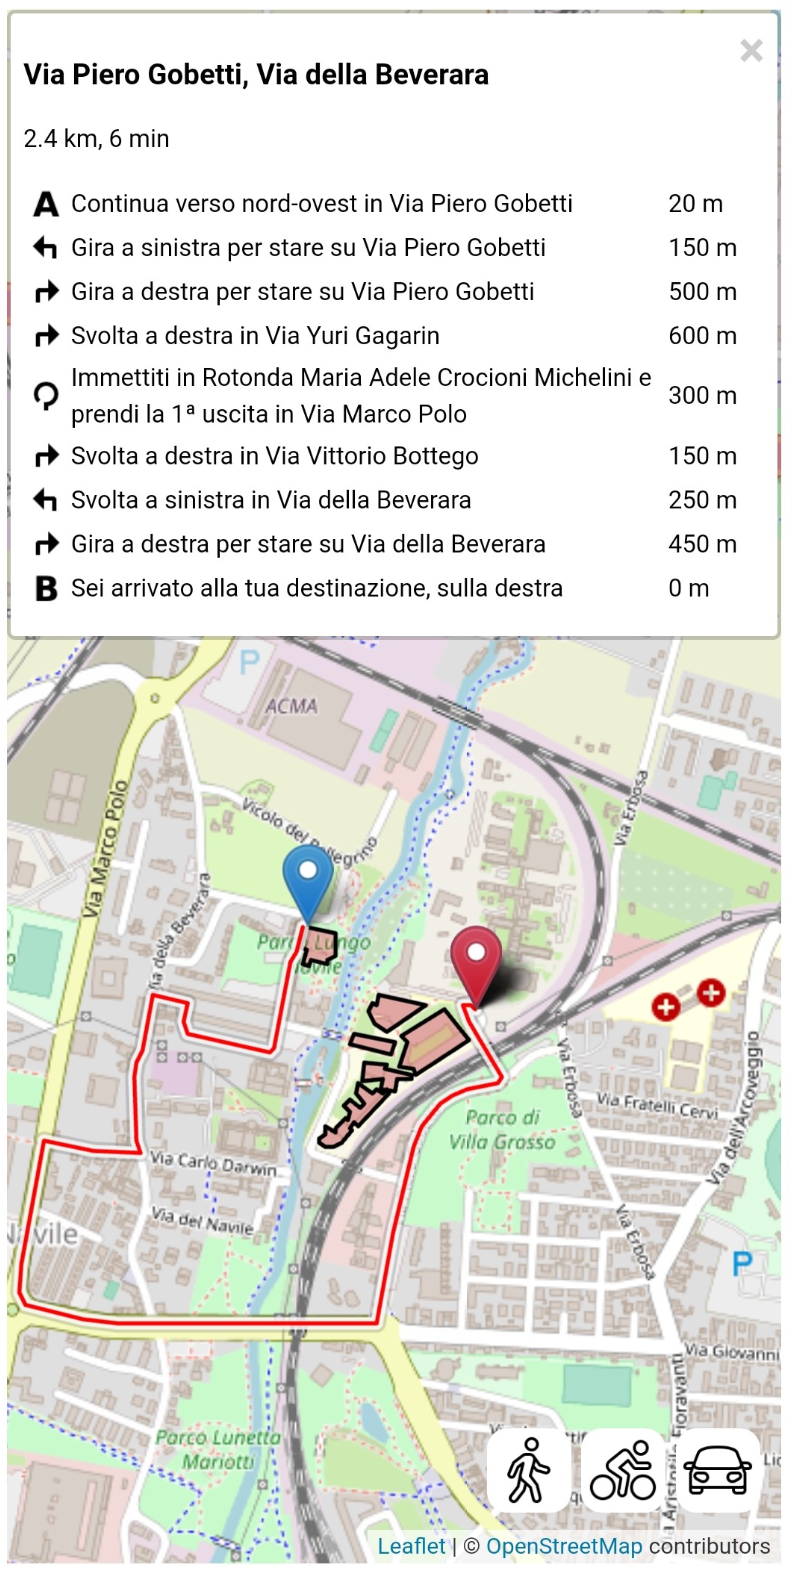 Via Piero Gobetti, Via della Beverara
×
2.4 km, 6 min
A Continua verso nord-ovest in Via Piero Gobetti 20 m
Gira a sinistra per stare su Via Piero Gobetti 150 m
Gira a destra per stare su Via Piero Gobetti 500 m
Svolta a destra in Via Yuri Gagarin 600 m
Immettiti in Rotonda Maria Adele Crocioni Michelini e
prendi la 1ª uscita in Via Marco Polo 300 m
Svolta a destra in Via Vittorio Bottego 150 m
Svolta a sinistra in Via della Beverara 250 m
Gira a destra per stare su Via della Beverara 450 m
B Sei arrivato alla tua destinazione, sulla destra 0 m
P
ACMA
Via Marco Polo
Vicolo del Pellegrino
Via Erbosa
Via della Beverara
Parco Lungo
Navile
Via Erbosa
Via Fratelli Cervi
Via dell'Arcoveggio
Parco di
Villa Grosso
Via Carlo Darwin
Via del Navile
Navile
Via Erbosa
P
Via Giovanni
Parco Lunetta
Mariotti
Fioravanti
Leaflet | © OpenStreetMap contributors